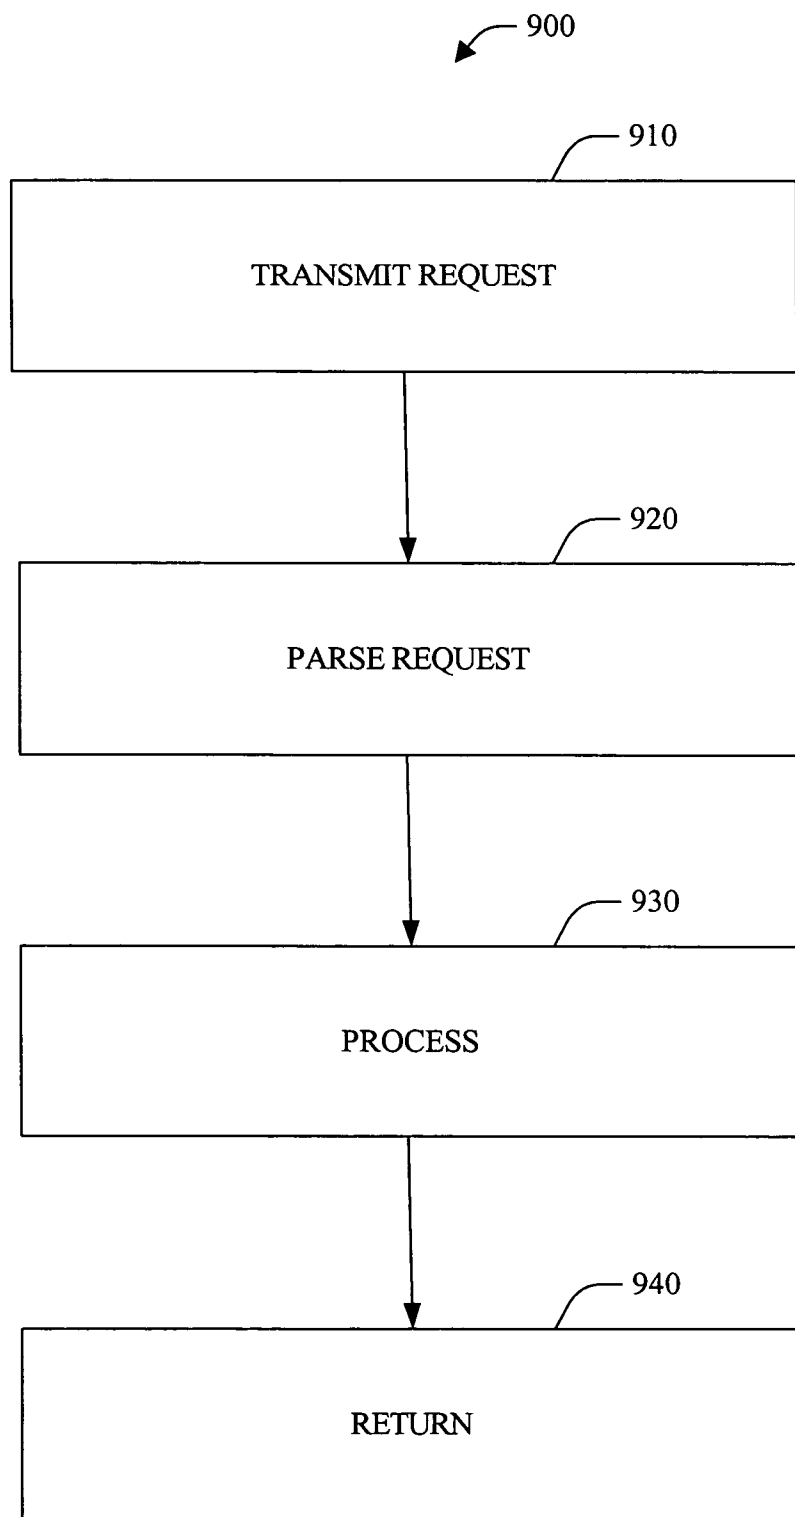 900
910
TRANSMIT REQUEST
920
PARSE REQUEST
930
PROCESS
940
RETURN